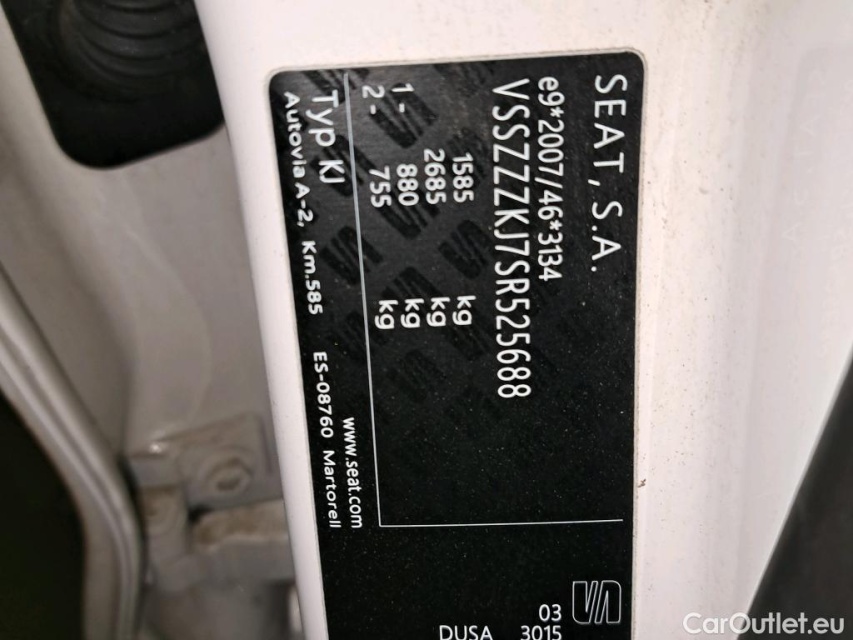 SEAT, S.A.
e9*2007/46*3134
VSSZZZKJ7SR525688
1585 kg
2685 kg
1- 880 kg
2- 755 kg
Typ KJ
www.seat.com
Autovia A-2, Km.585 ES-08760 Martorell
03
DUSA 3015
CarOutlet.eu